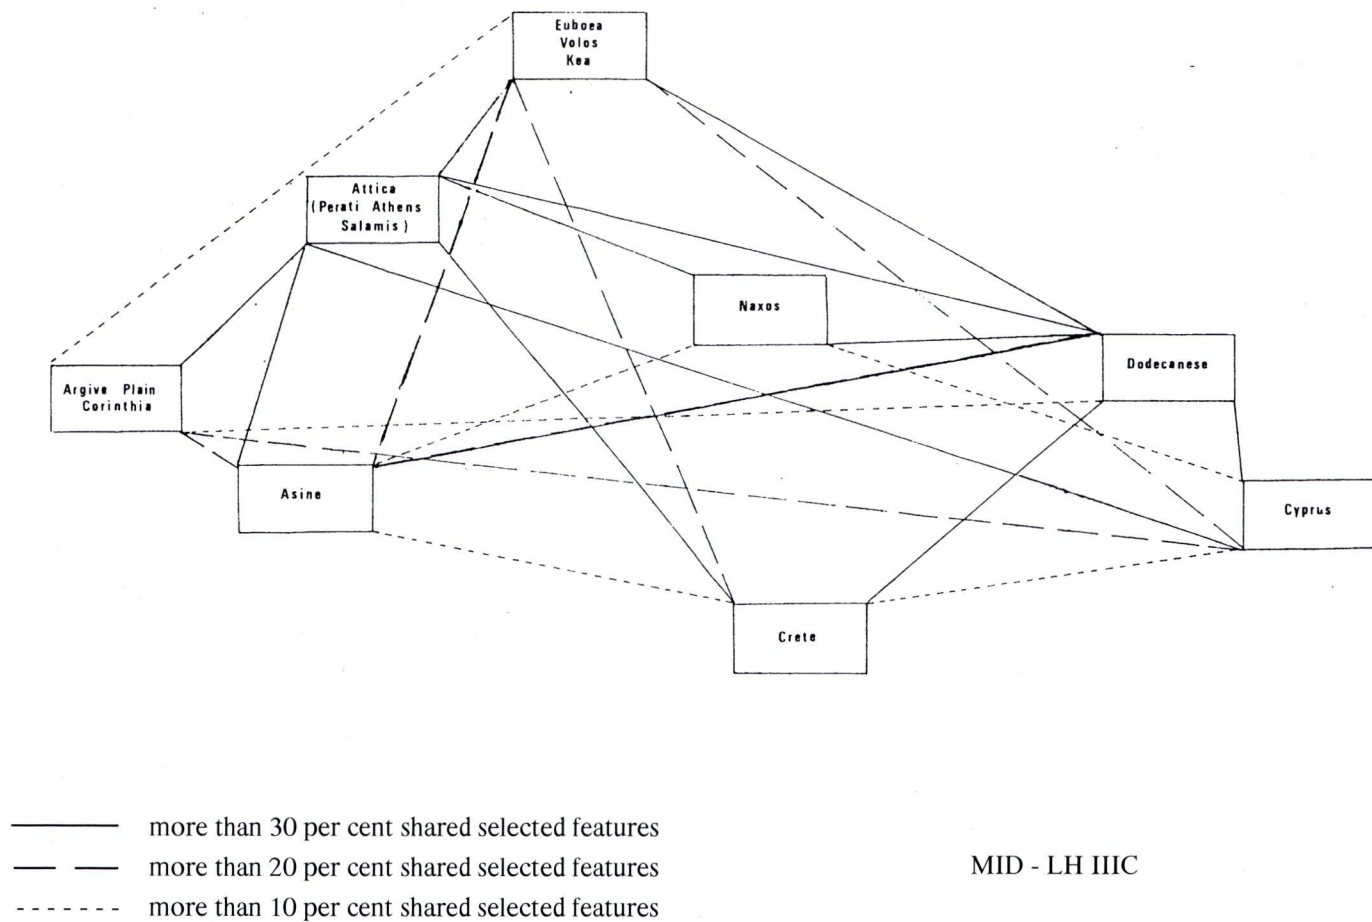 Euboea
Volos
Kea
Attica
(Perati Athens
Salamis)
Naxos
Dodecanese
Argive Plain
Corinthia
Asine
Cyprus
Crete
more than 30 per cent shared selected features
more than 20 per cent shared selected features
more than 10 per cent shared selected features
MID - LH IIIC